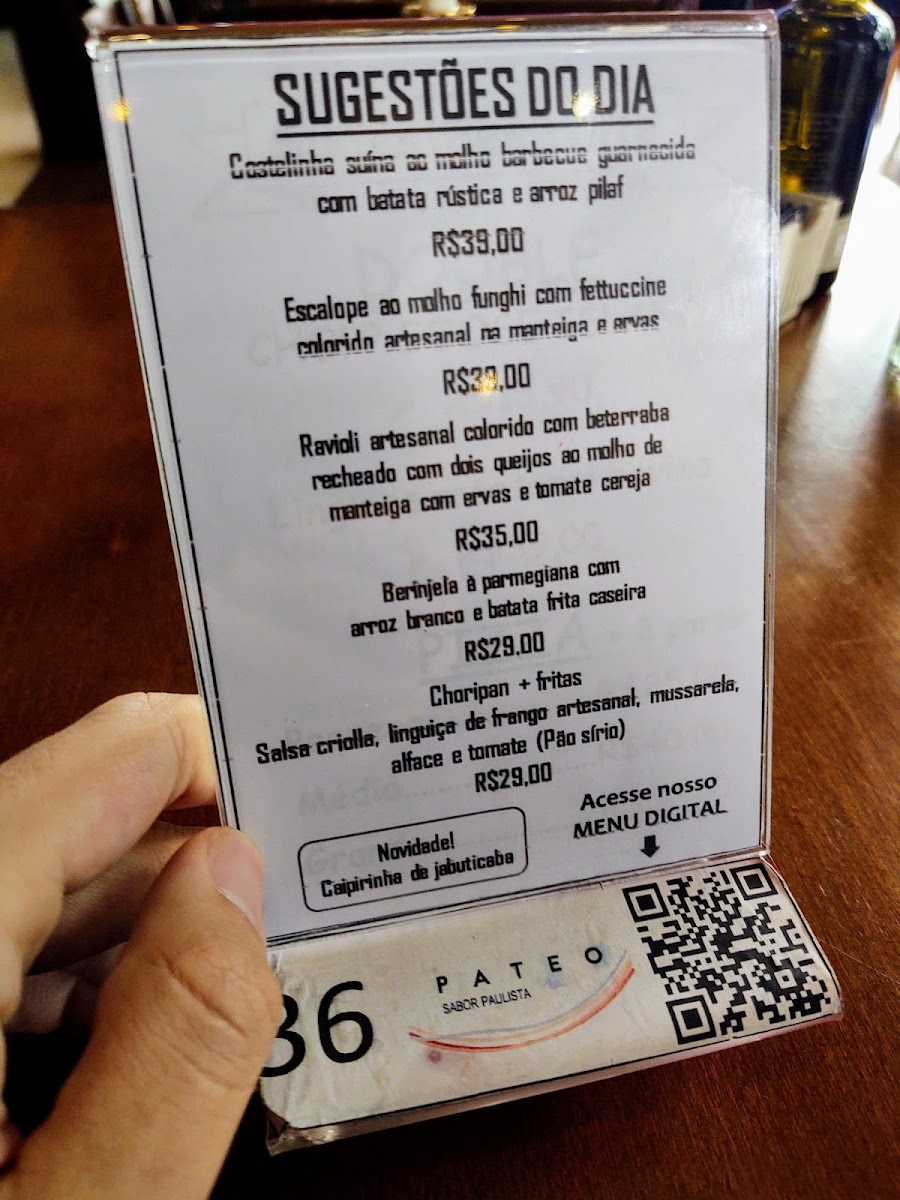 SUGESTÕES DO DIA
Costelinha suína ao molho barbecue guarnecida
com batata rústica e arroz pilaf
R$39,00
Escalope ao molho funghi com fettuccine
colorido artesanal na manteiga e ervas
Ravioli artesanal colorido com beterraba
recheado com dois queijos ao molho de
manteiga com ervas e tomate cereja
R$35,00
Berinjela à parmegiana com
arroz branco e batata frita caseira
R$29,00
Choripan + fritas
Salsa criolla, linguiça de frango artesanal, mussarela,
alface e tomate (Pão sírio)
R$29,00
Acesse nosso
MENU DIGITAL
Novidade!
Caipirinha de jabuticaba
PATEO
SABOR PAULISTA
36